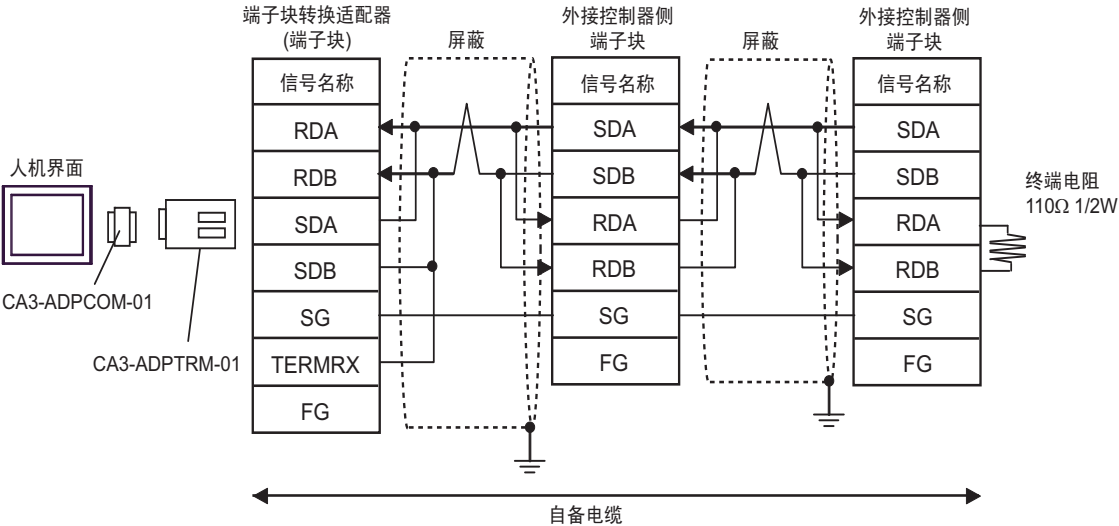 端子块转换适配器
(端子块)
屏蔽
外接控制器侧
端子块
屏蔽
外接控制器侧
端子块
信号名称
RDA
RDB
SDA
SDB
SG
TERMRX
FG
信号名称
SDA
SDB
RDA
RDB
SG
FG
信号名称
SDA
SDB
RDA
RDB
SG
FG
人机界面
CA3-ADPCOM-01
CA3-ADPTRM-01
终端电阻
110Ω 1/2W
自备电缆